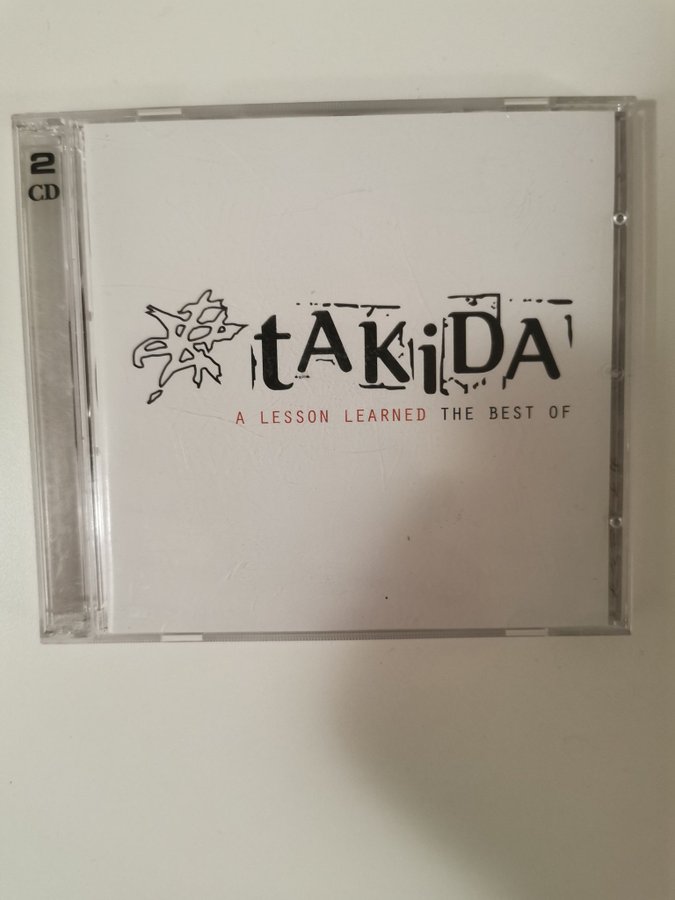 2
CD
tAKiDA
A LESSON LEARNED THE BEST OF